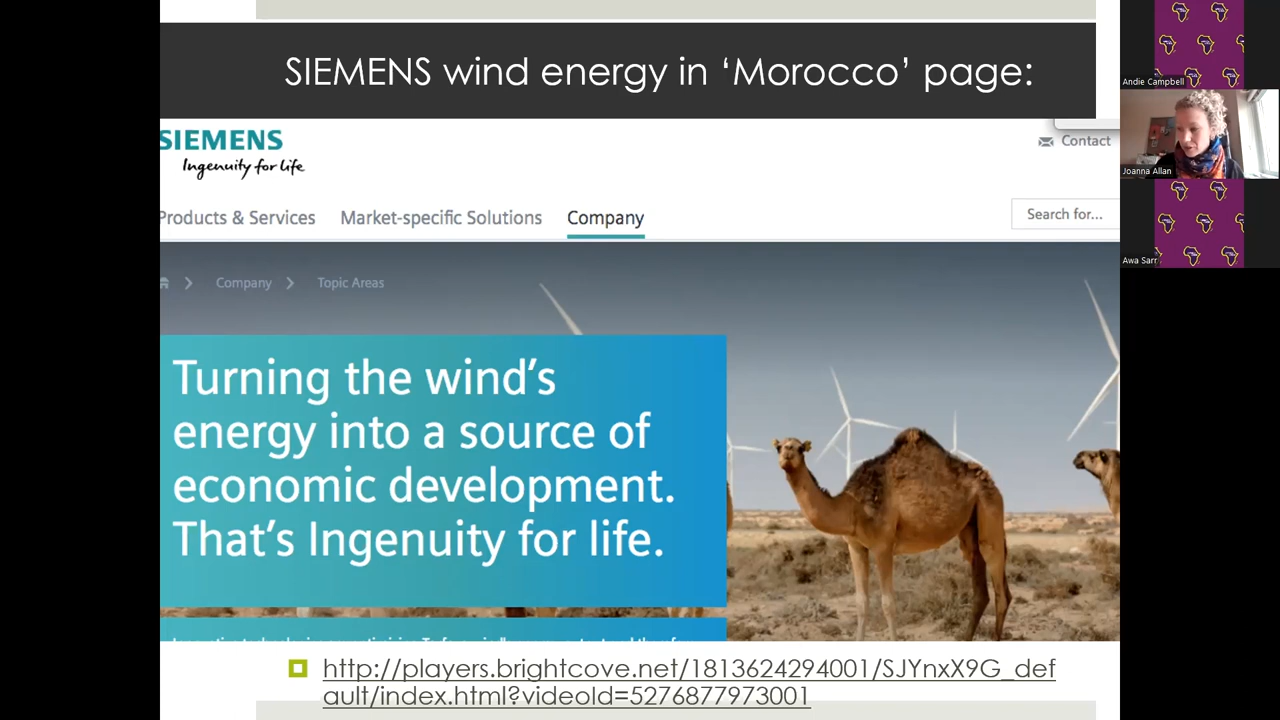 SIEMENS wind energy in ‘Morocco’ page:
SIEMENS
Ingenuity for life
Contact
Products & Services
Market-specific Solutions
Company
Search for...
Company
Topic Areas
Turning the wind’s
energy into a source of
economic development.
That’s Ingenuity for life.
http://players.brightcove.net/1813624294001/SJYnxX9G_def
ault/index.html?videoId=5276877973001
Andie Campbell
Joanna Allan
Awa Sarr